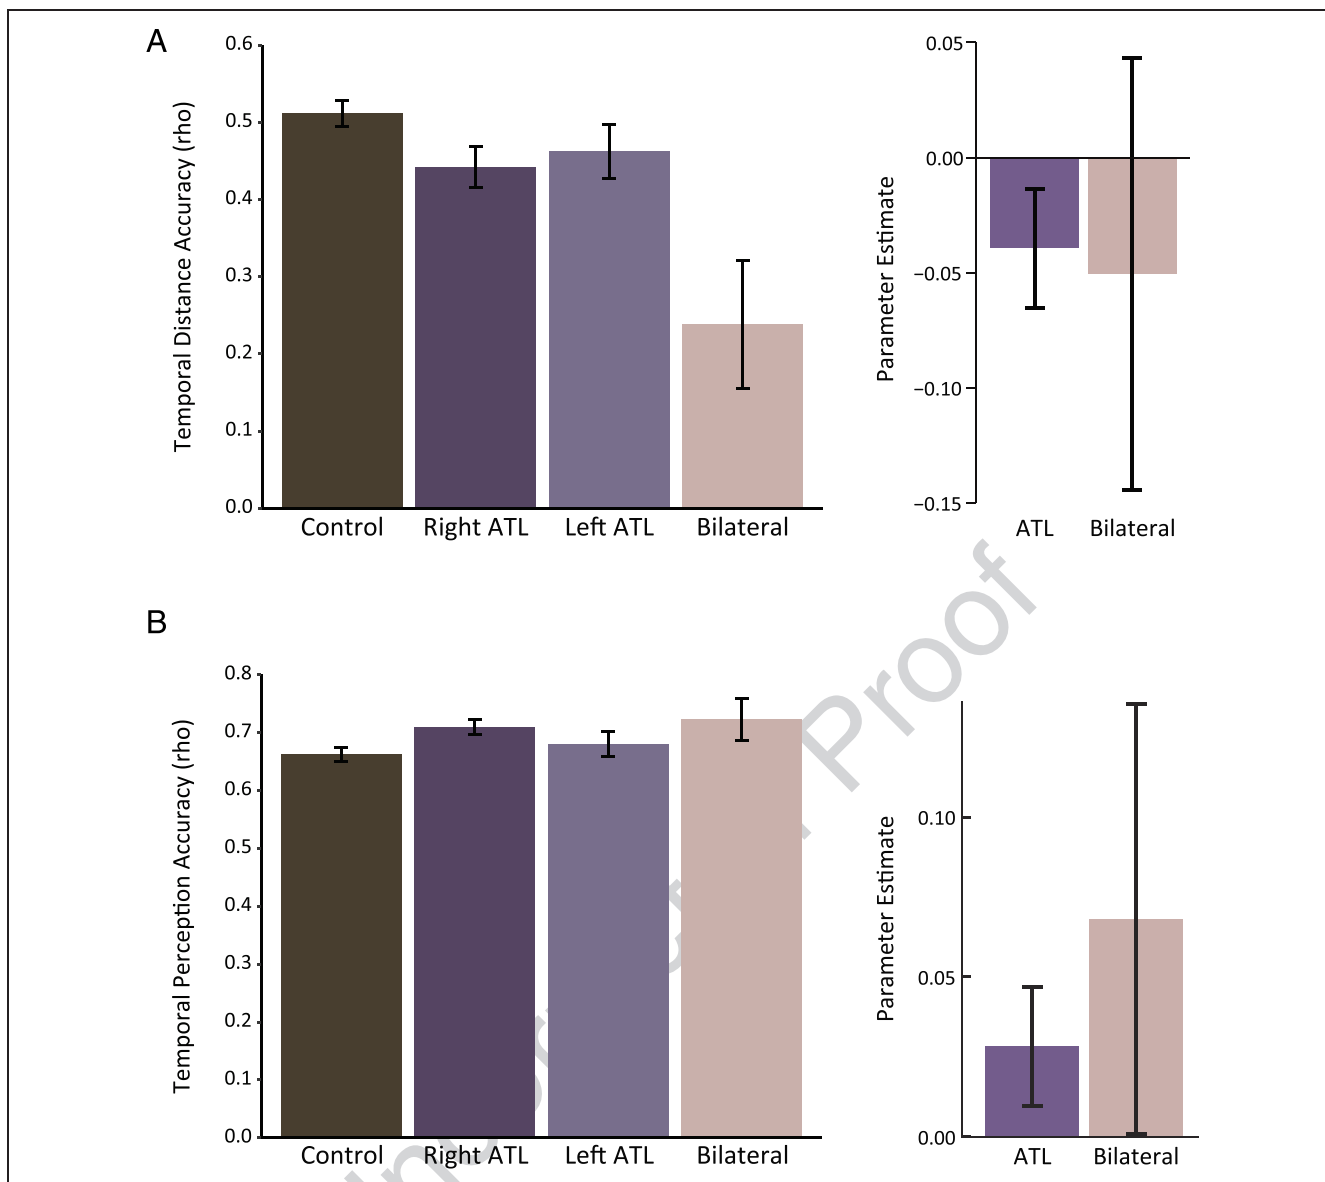 A
Temporal Distance Accuracy (rho)
0.6
0.5
0.4
0.3
0.2
0.1
0.0
Control Right ATL Left ATL Bilateral
Parameter Estimate
0.05
0.00
−0.05
−0.10
−0.15
ATL Bilateral
B
Temporal Perception Accuracy (rho)
0.8
0.7
0.6
0.5
0.4
0.3
0.2
0.1
0.0
Control Right ATL Left ATL Bilateral
Parameter Estimate
0.10
0.05
0.00
ATL Bilateral
Proof